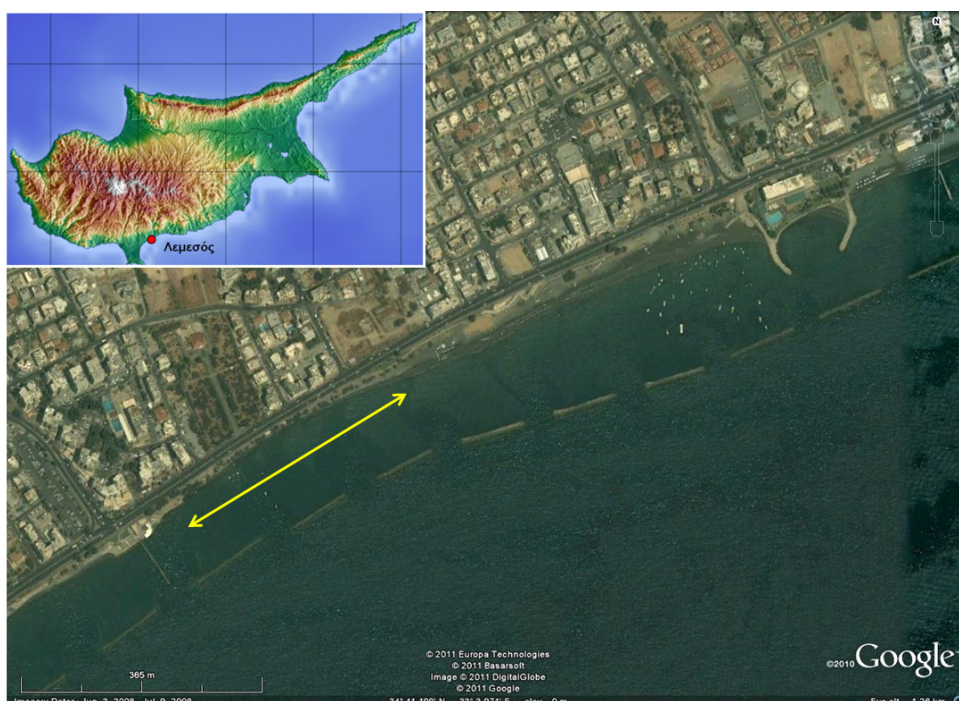 Λεμεσός
N
365 m
© 2011 Europa Technologies
© 2011 Basarsoft
Image © 2011 DigitalGlobe
© 2011 Google
©2010 Google